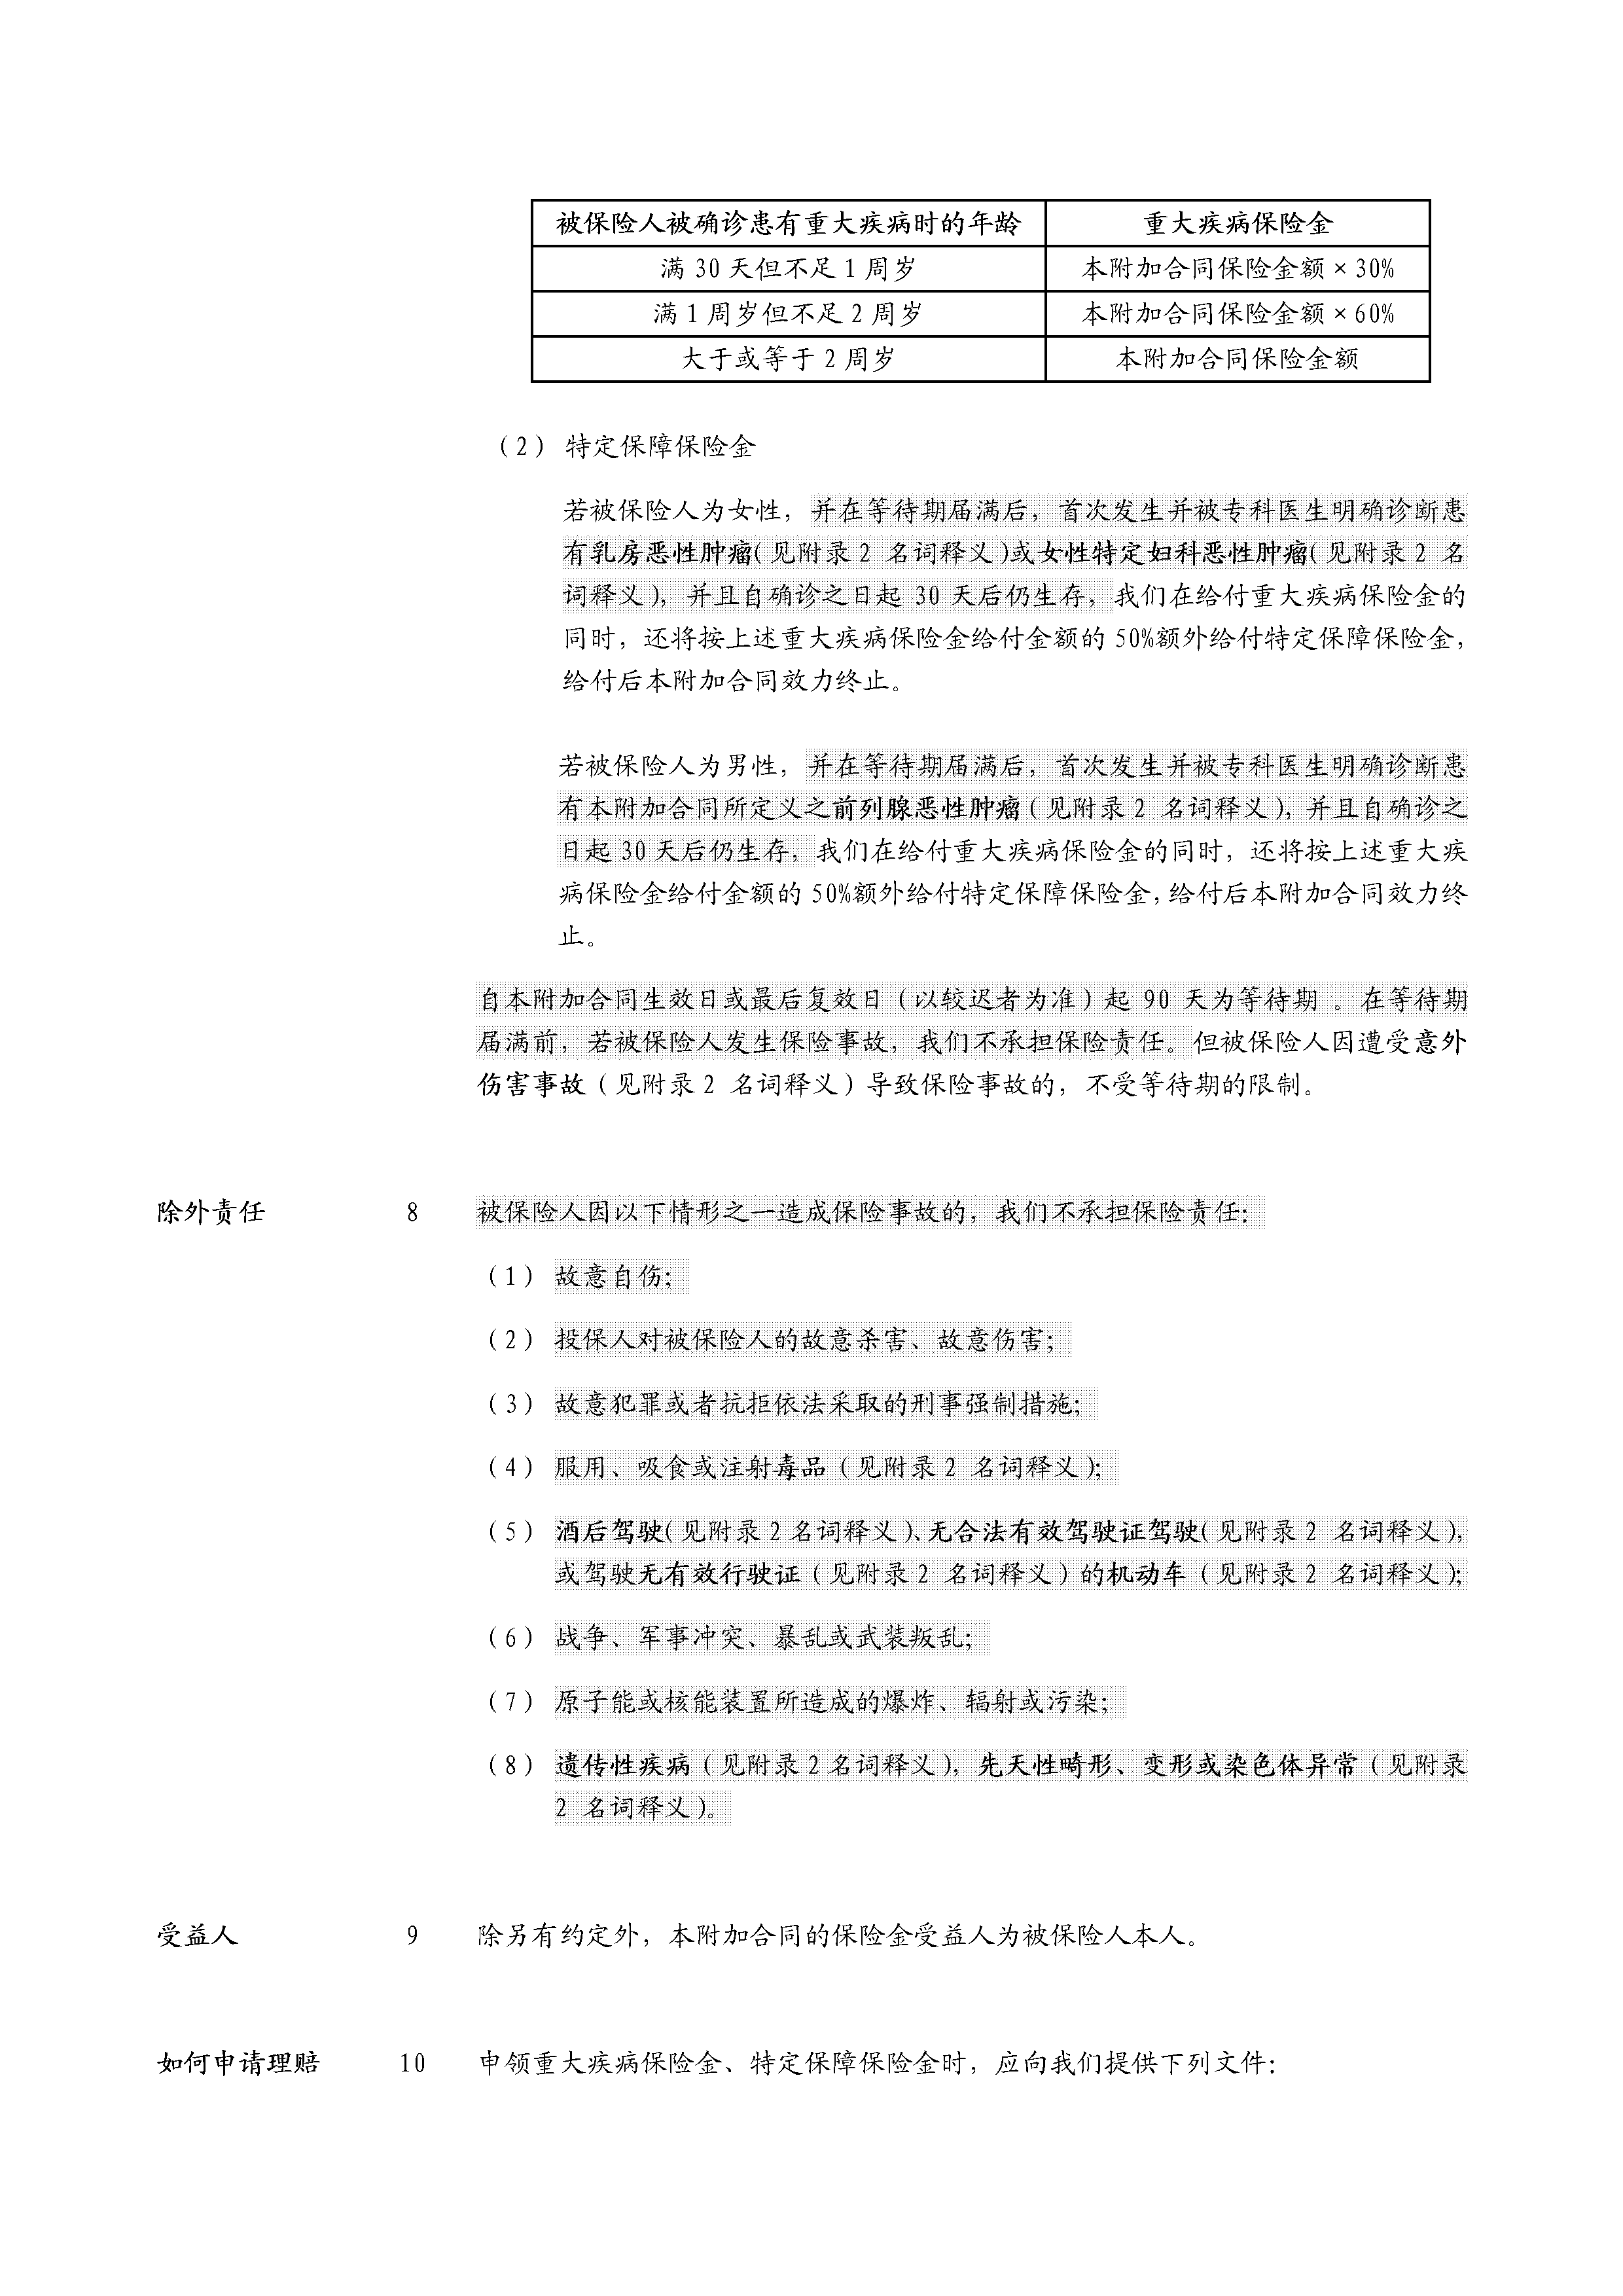 被保险人被确诊患有重大疾病时的年龄 重大疾病保险金
满 30 天但不足 1 周岁 本附加合同保险金额×30%
满 1 周岁但不足 2 周岁 本附加合同保险金额×60%
大于或等于 2 周岁 本附加合同保险金额
（2） 特定保障保险金
若被保险人为女性，并在等待期届满后，首次发生并被专科医生明确诊断患
有乳房恶性肿瘤（见附录 2 名词释义）或女性特定妇科恶性肿瘤（见附录 2 名
词释义），并且自确诊之日起 30 天后仍生存，我们在给付重大疾病保险金的
同时，还将按上述重大疾病保险金给付金额的 50%额外给付特定保障保险金，
给付后本附加合同效力终止。
若被保险人为男性，并在等待期届满后，首次发生并被专科医生明确诊断患
有本附加合同所定义之前列腺恶性肿瘤（见附录 2 名词释义），并且自确诊之
日起 30 天后仍生存，我们在给付重大疾病保险金的同时，还将按上述重大疾
病保险金给付金额的 50%额外给付特定保障保险金，给付后本附加合同效力终
止。
自本附加合同生效日或最后复效日（以较迟者为准）起 90 天为等待期 。在等待期
届满前，若被保险人发生保险事故，我们不承担保险责任。但被保险人因遭受意外
伤害事故（见附录 2 名词释义）导致保险事故的，不受等待期的限制。
除外责任 8 被保险人因以下情形之一造成保险事故的，我们不承担保险责任：
（1） 故意自伤；
（2） 投保人对被保险人的故意杀害、故意伤害；
（3） 故意犯罪或者抗拒依法采取的刑事强制措施；
（4） 服用、吸食或注射毒品（见附录 2 名词释义）；
（5） 酒后驾驶（见附录 2 名词释义）、无合法有效驾驶证驾驶（见附录 2 名词释义），
或驾驶无有效行驶证（见附录 2 名词释义）的机动车（见附录 2 名词释义）；
（6） 战争、军事冲突、暴乱或武装叛乱；
（7） 原子能或核能装置所造成的爆炸、辐射或污染；
（8） 遗传性疾病（见附录 2 名词释义），先天性畸形、变形或染色体异常（见附录
2 名词释义）。
受益人 9 除另有约定外，本附加合同的保险金受益人为被保险人本人。
如何申请理赔 10 申领重大疾病保险金、特定保障保险金时，应向我们提供下列文件：